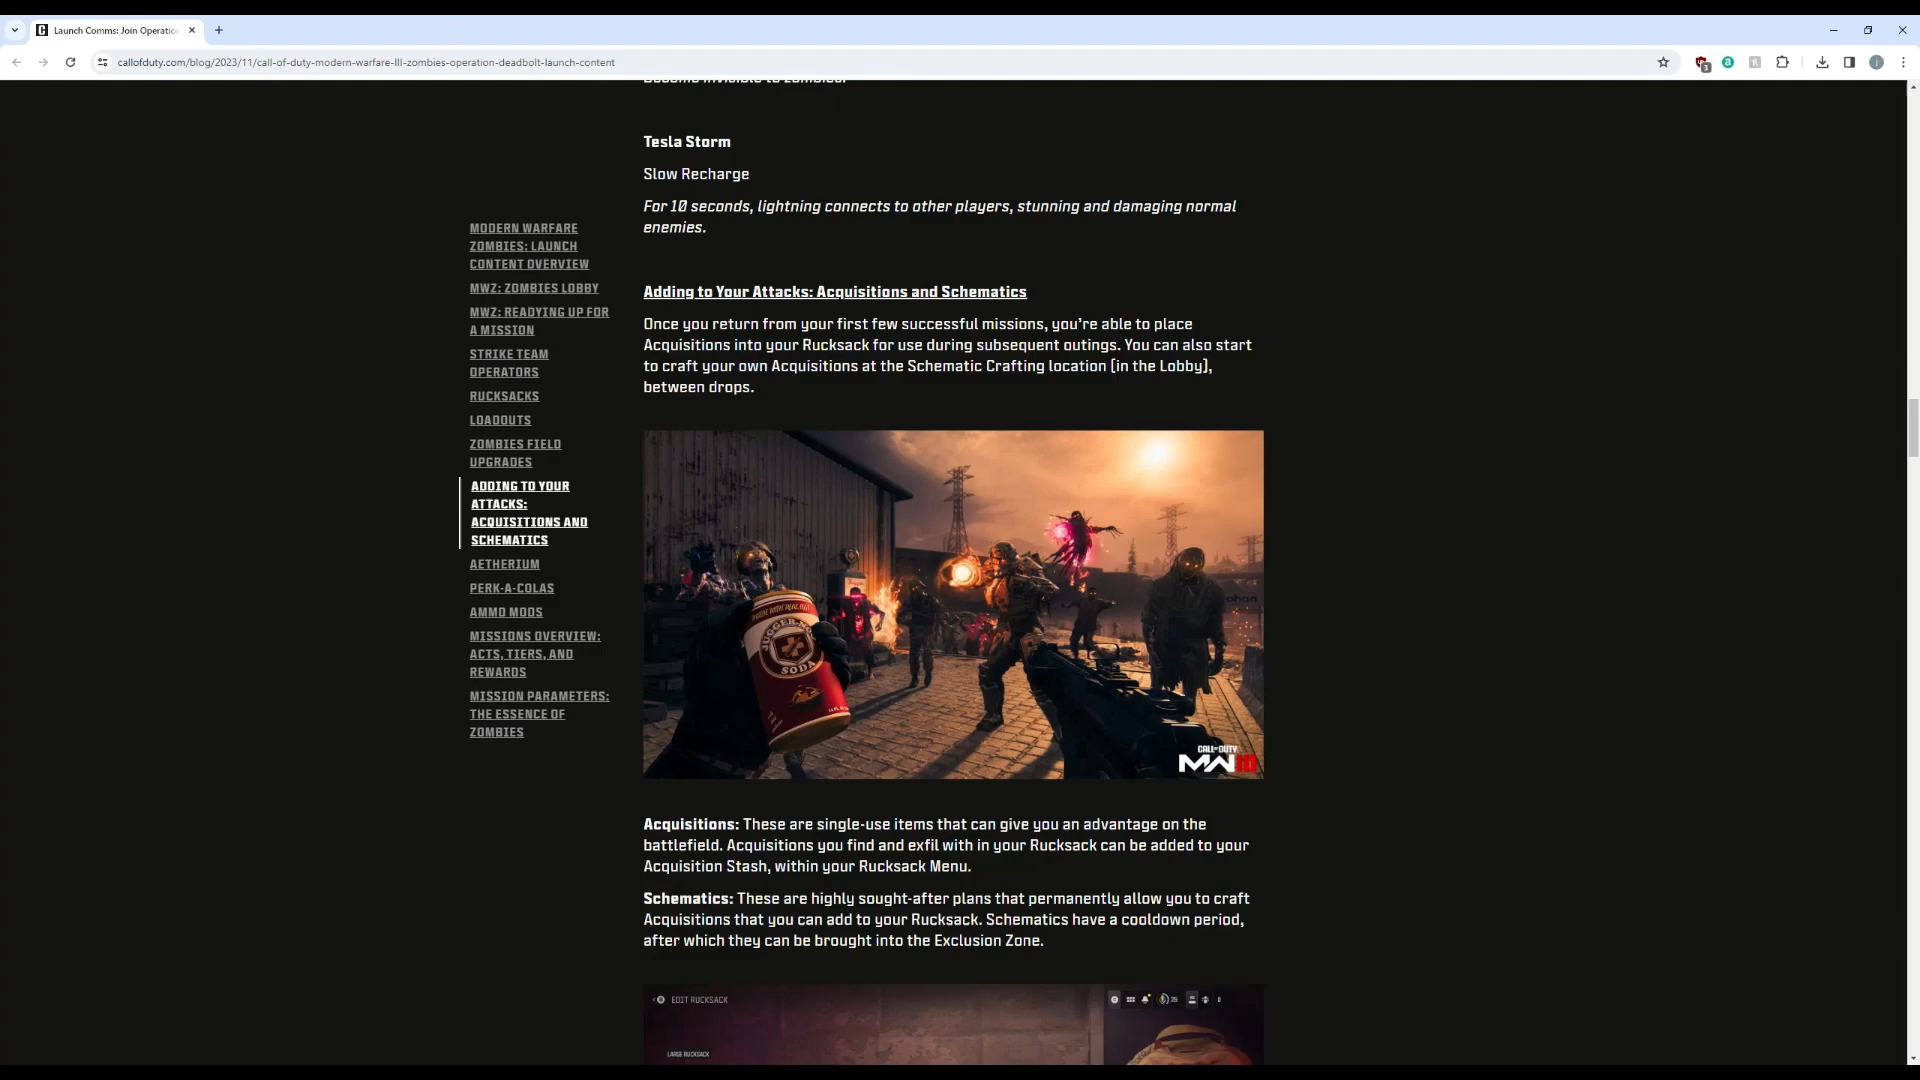 Launch Comms: Join Operatio
callofduty.com/blog/2023/11/call-of-duty-modern-warfare-III-zombies-operation-deadbolt-launch-content
become invisible to zombies.
Tesla Storm
Slow Recharge
For 10 seconds, lightning connects to other players, stunning and damaging normal
enemies.
MODERN WARFARE
ZOMBIES: LAUNCH
CONTENT OVERVIEW
MWZ: ZOMBIES LOBBY
MWZ: READYING UP FOR
A MISSION
STRIKE TEAM
OPERATORS
RUCKSACKS
LOADOUTS
ZOMBIES FIELD
UPGRADES
ADDING TO YOUR
ATTACKS:
ACQUISITIONS AND
SCHEMATICS
AETHERIUM
PERK-A-COLAS
AMMO MODS
MISSIONS OVERVIEW:
ACTS, TIERS, AND
REWARDS
MISSION PARAMETERS:
THE ESSENCE OF
ZOMBIES
Adding to Your Attacks: Acquisitions and Schematics
Once you return from your first few successful missions, you’re able to place
Acquisitions into your Rucksack for use during subsequent outings. You can also start
to craft your own Acquisitions at the Schematic Crafting location (in the Lobby),
between drops.
JUGGER-NOG
SODA
CALL OF DUTY
MWIII
Acquisitions: These are single-use items that can give you an advantage on the
battlefield. Acquisitions you find and exfil with in your Rucksack can be added to your
Acquisition Stash, within your Rucksack Menu.
Schematics: These are highly sought-after plans that permanently allow you to craft
Acquisitions that you can add to your Rucksack. Schematics have a cooldown period,
after which they can be brought into the Exclusion Zone.
EDIT RUCKSACK
LARGE RUCKSACK